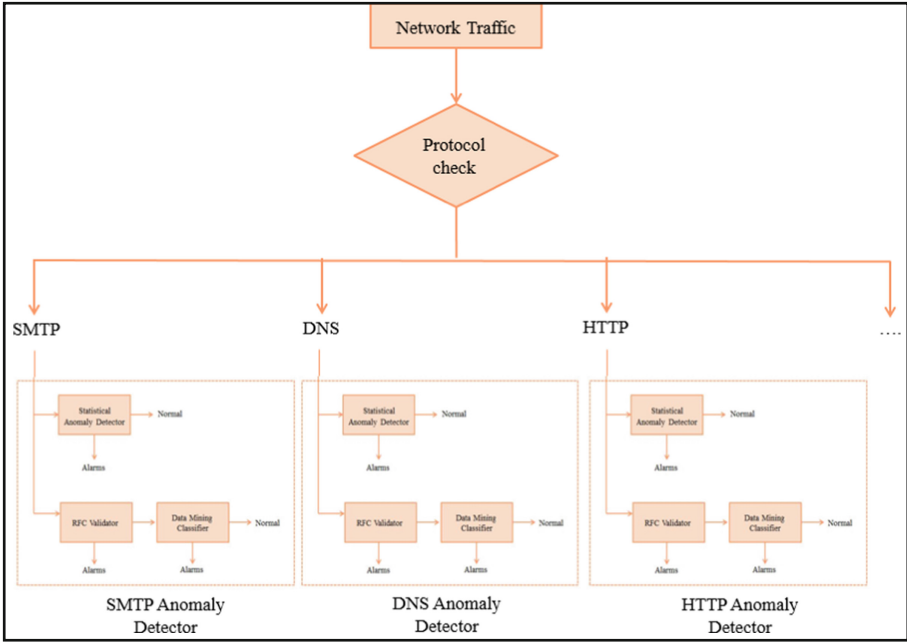 Network Traffic
Protocol
check
SMTP
DNS
HTTP
....
Statistical
Anomaly Detector
Normal
Alarms
RFC Validator
Data Mining
Classifier
Normal
Alarms
Alarms
SMTP Anomaly
Detector
Statistical
Anomaly Detector
Normal
Alarms
RFC Validator
Data Mining
Classifier
Normal
Alarms
Alarms
DNS Anomaly
Detector
Statistical
Anomaly Detector
Normal
Alarms
RFC Validator
Data Mining
Classifier
Normal
Alarms
Alarms
HTTP Anomaly
Detector